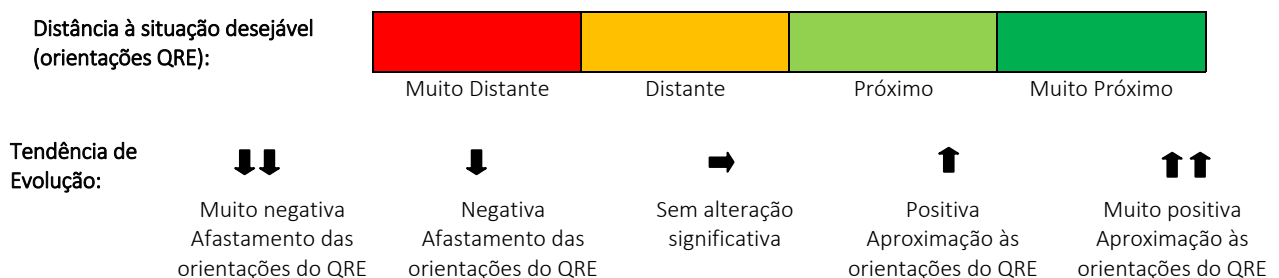 Distância à situação desejável
(orientações QRE):
Muito Distante
Distante
Próximo
Muito Próximo
Tendência de
Evolução:
Muito negativa
Afastamento das
orientações do QRE
Negativa
Afastamento das
orientações do QRE
Sem alteração
significativa
Positiva
Aproximação às
orientações do QRE
Muito positiva
Aproximação às
orientações do QRE